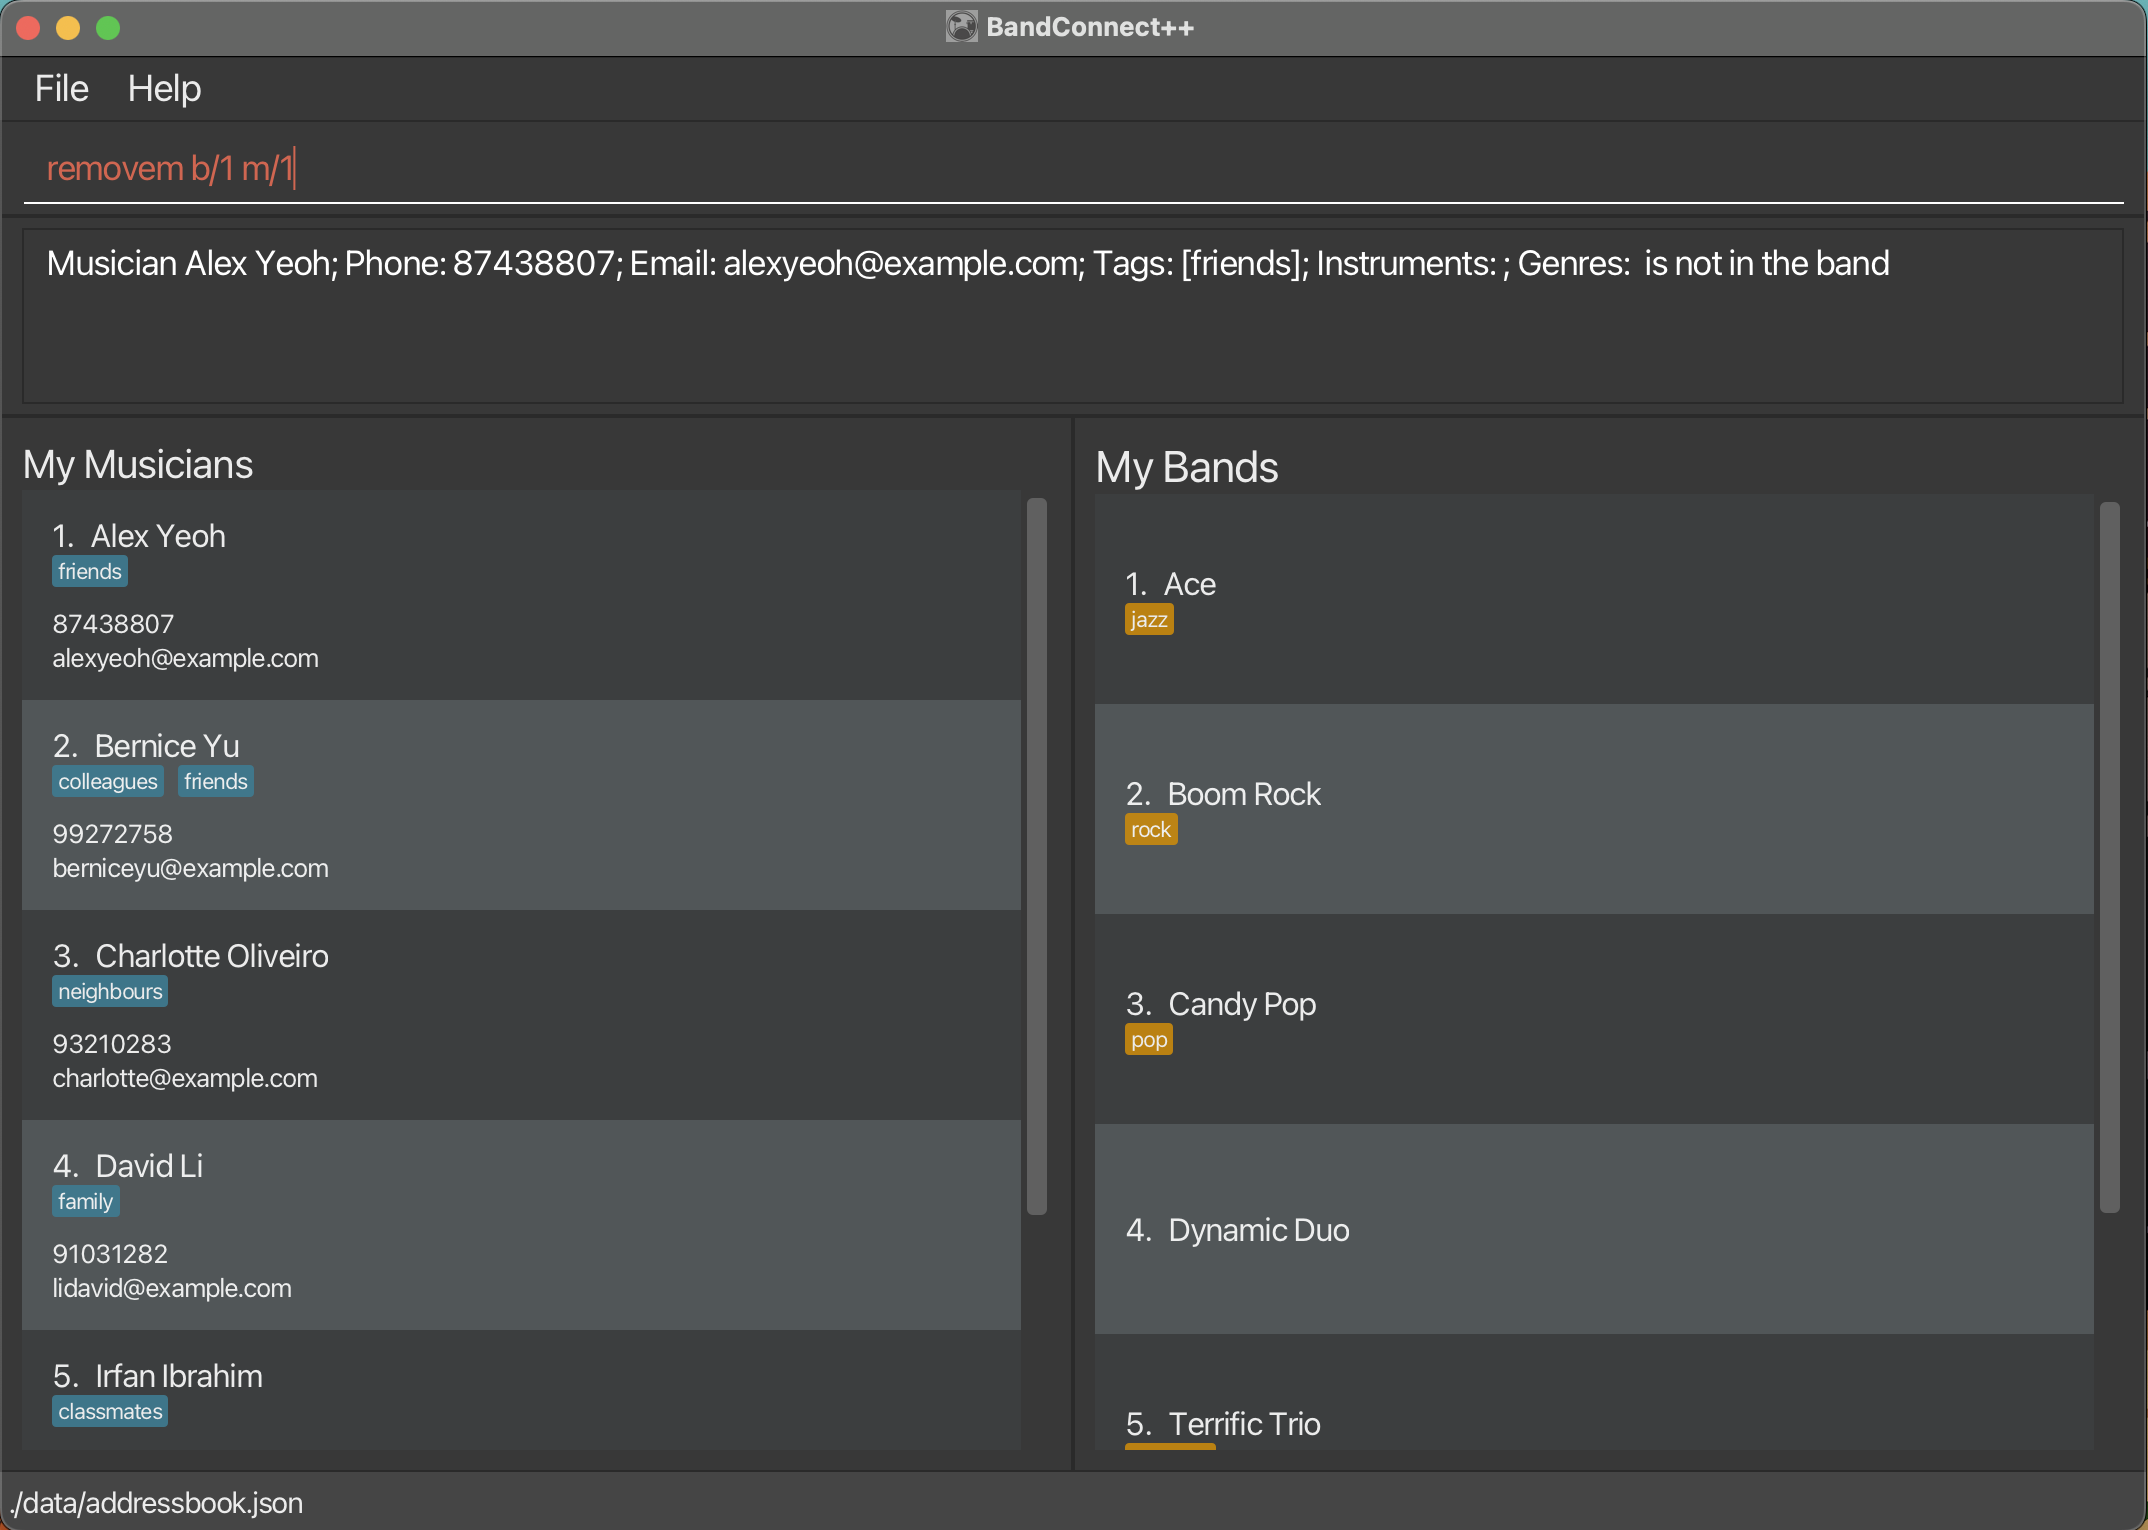 BandConnect++
File Help
removem b/1 m/1
Musician Alex Yeoh; Phone: 87438807; Email: alexyeoh@example.com; Tags: [friends]; Instruments: ; Genres:  is not in the band
My Musicians
1. Alex Yeoh
friends
87438807
alexyeoh@example.com
2. Bernice Yu
colleagues friends
99272758
berniceyu@example.com
3. Charlotte Oliveiro
neighbours
93210283
charlotte@example.com
4. David Li
family
91031282
lidavid@example.com
5. Irfan Ibrahim
classmates
My Bands
1. Ace
jazz
2. Boom Rock
rock
3. Candy Pop
pop
4. Dynamic Duo
5. Terrific Trio
./data/addressbook.json